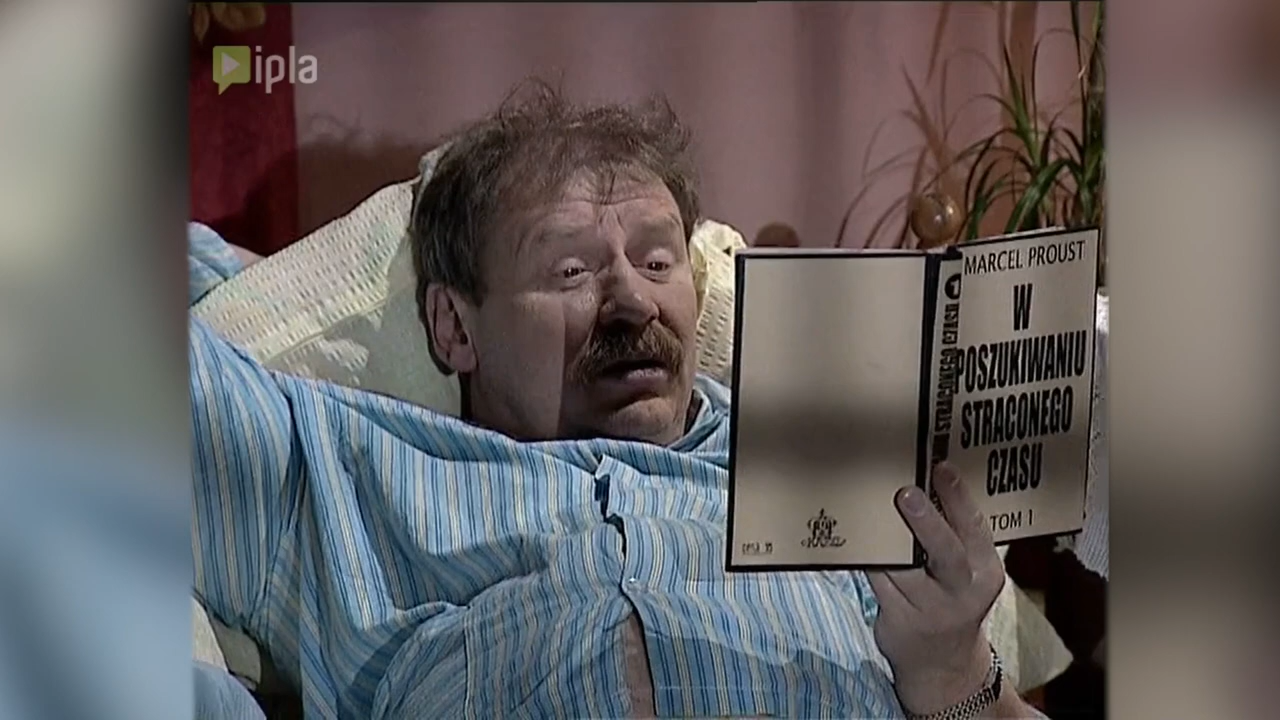 ipla
MARCEL PROUST
W
POSZUKIWANIU
STRACONEGO
CZASU
TOM 1